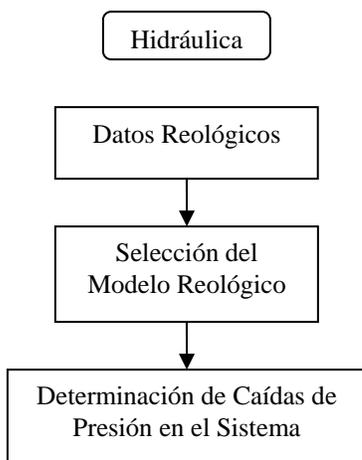 Hidráulica
Datos Reológicos
Selección del
Modelo Reológico
Determinación de Caídas de
Presión en el Sistema